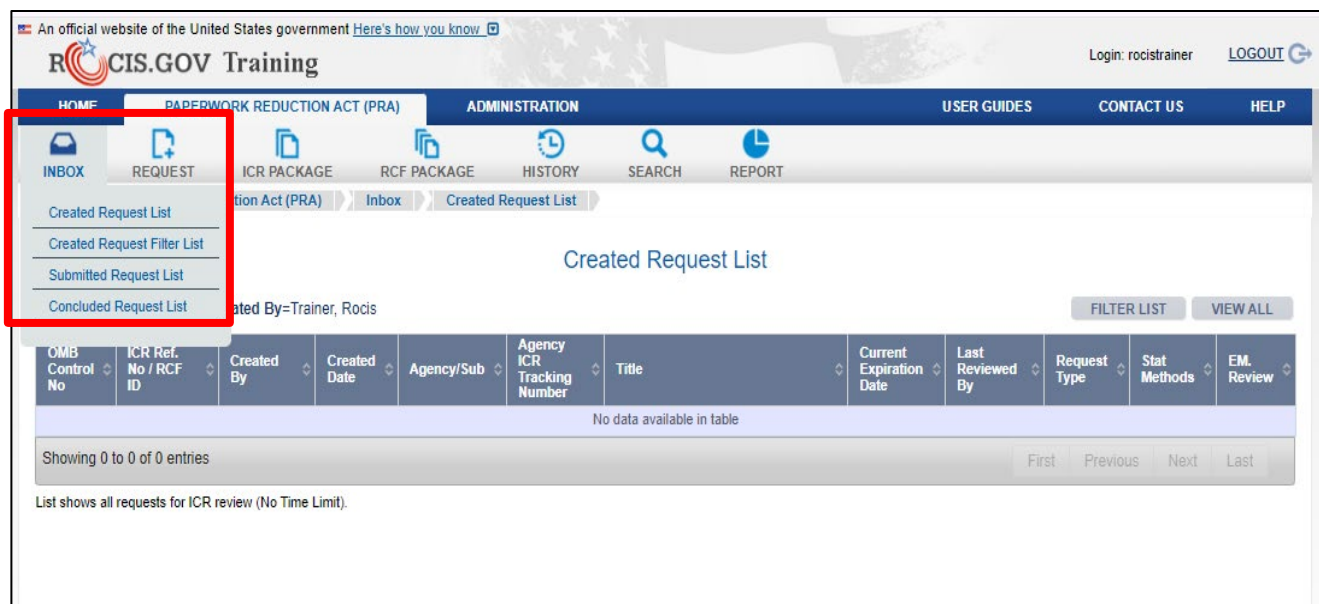 An official website of the United States government Here's how you know
ROCIS.GOV Training
Login: rocistrainer LOGOUT
HOME PAPERWORK REDUCTION ACT (PRA) ADMINISTRATION USER GUIDES CONTACT US HELP
INBOX REQUEST ICR PACKAGE RCF PACKAGE HISTORY SEARCH REPORT
Created Request List
Created Request Filter List
Submitted Request List
Concluded Request List
tion Act (PRA) Inbox Created Request List
Created Request List
ated By=Trainer, Rocis FILTER LIST VIEW ALL
OMB Control No
ICR Ref. No / RCF ID
Created By
Created Date
Agency/Sub
Agency ICR Tracking Number
Title
Current Expiration Date
Last Reviewed By
Request Type
Stat Methods
EM. Review
No data available in table
Showing 0 to 0 of 0 entries First Previous Next Last
List shows all requests for ICR review (No Time Limit).